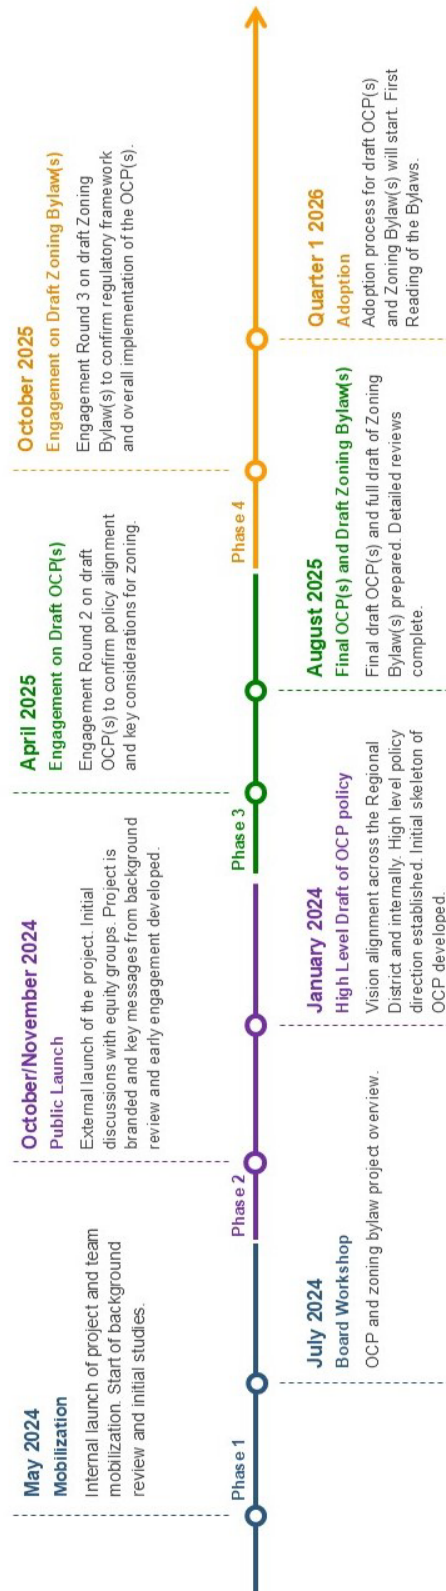 May 2024
Mobilization
Internal launch of project and team
mobilization. Start of background
review and initial studies.
Phase 1
July 2024
Board Workshop
OCP and zoning bylaw project overview.
Phase 2
October/November 2024
Public Launch
External launch of the project. Initial
discussions with equity groups. Project is
branded and key messages from background
review and early engagement developed.
January 2024
High Level Draft of OCP policy
Vision alignment across the Regional
District and internally. High level policy
direction established. Initial skeleton of
OCP developed.
Phase 3
April 2025
Engagement on Draft OCP(s)
Engagement Round 2 on draft
OCP(s) to confirm policy alignment
and key considerations for zoning.
August 2025
Final OCP(s) and Draft Zoning Bylaw(s)
Final draft OCP(s) and full draft of Zoning
Bylaw(s) prepared. Detailed reviews
complete.
Phase 4
October 2025
Engagement on Draft Zoning Bylaw(s)
Engagement Round 3 on draft Zoning
Bylaw(s) to confirm regulatory framework
and overall implementation of the OCP(s).
Quarter 1 2026
Adoption
Adoption process for draft OCP(s)
and Zoning Bylaw(s) will start. First
Reading of the Bylaws.